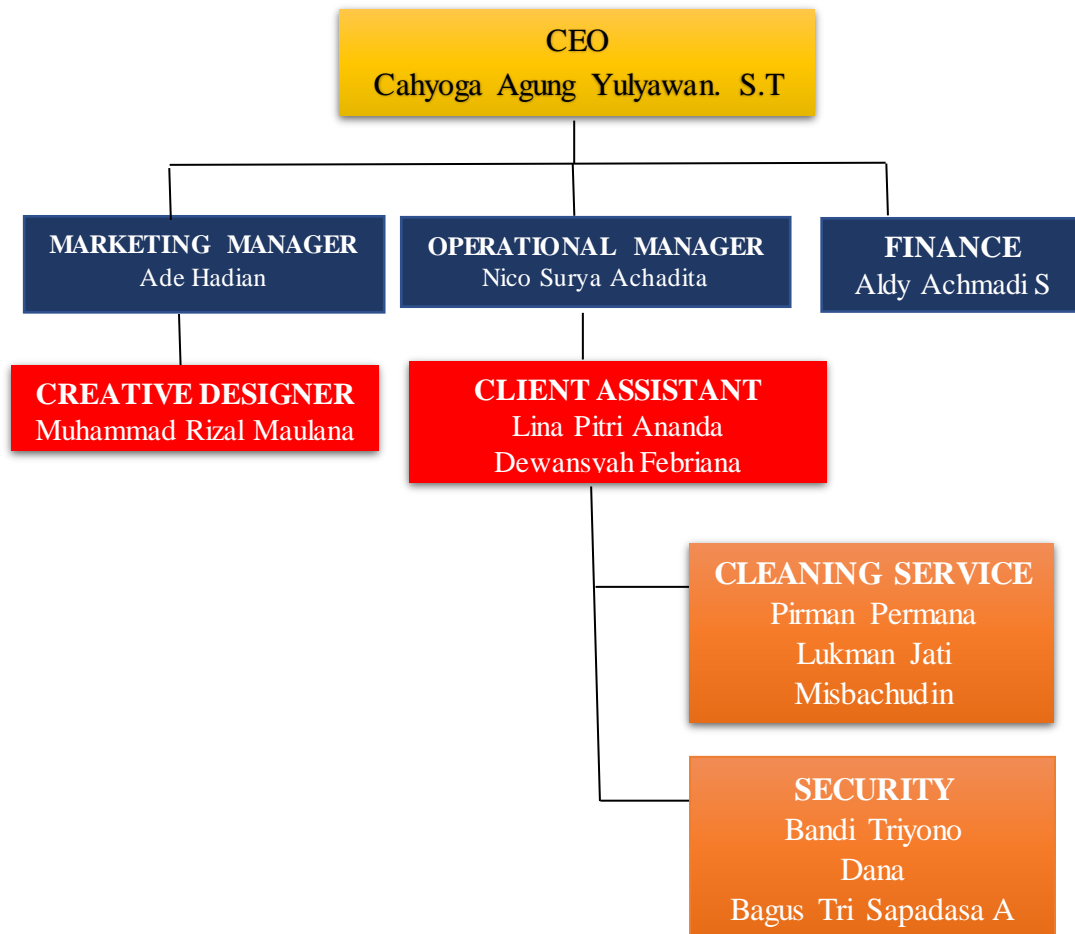 CEO
Cahyoga Agung Yulyawan. S.T
MARKETING MANAGER
Ade Hadian
OPERATIONAL MANAGER
Nico Surya Achadita
FINANCE
Aldy Achmadi S
CREATIVE DESIGNER
Muhammad Rizal Maulana
CLIENT ASSISTANT
Lina Pitri Ananda
Dewansyah Febriana
CLEANING SERVICE
Pirman Permana
Lukman Jati
Misbachudin
SECURITY
Bandi Triyono
Dana
Bagus Tri Sapadasa A